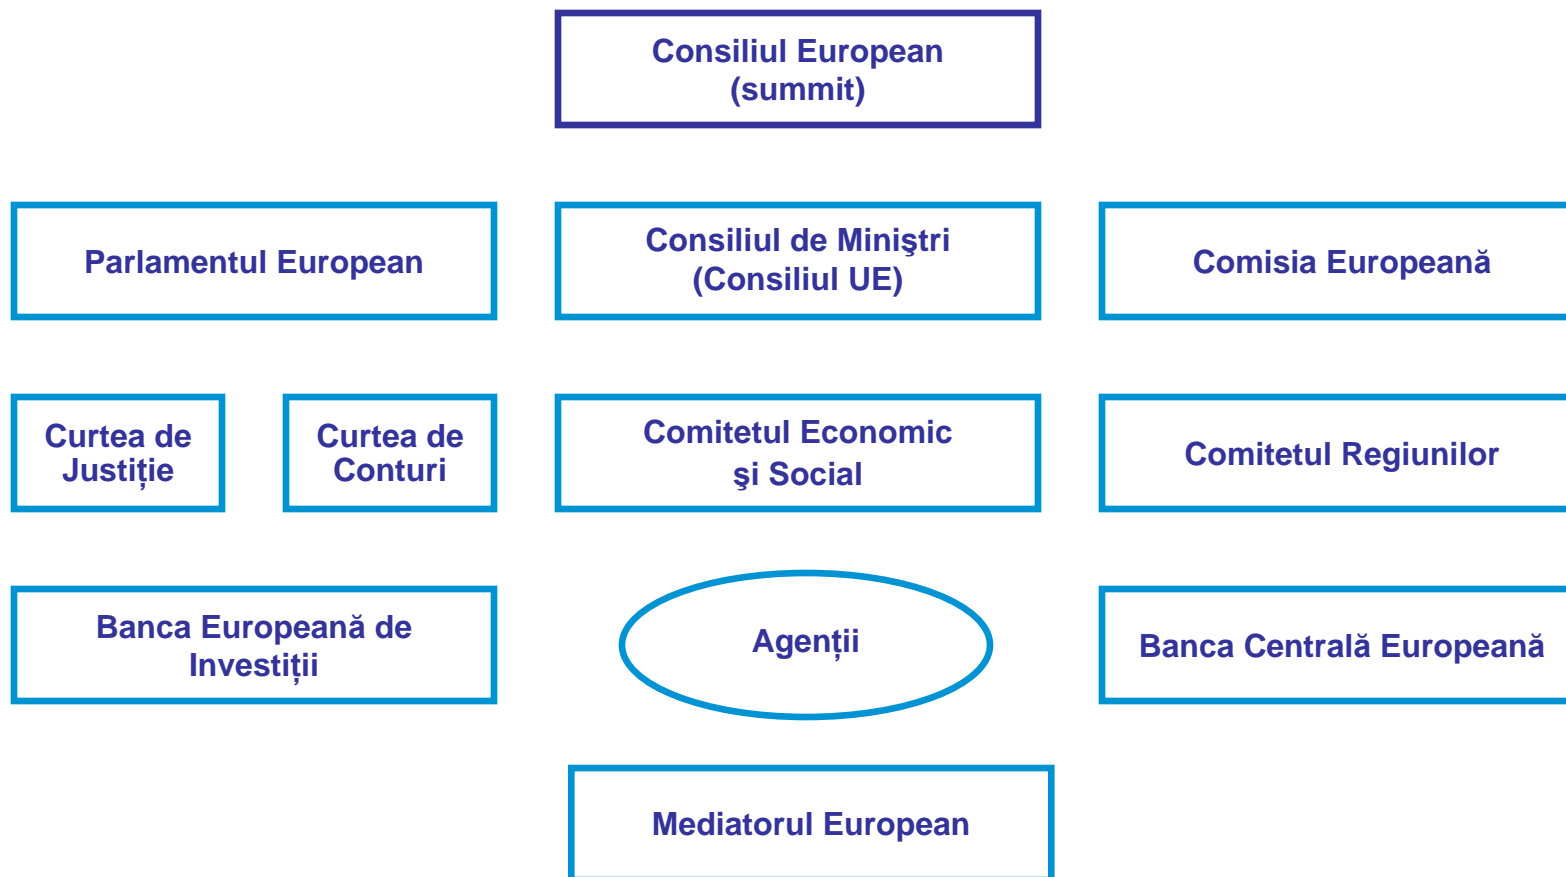 Consiliul European
(summit)
Parlamentul European
Consiliul de Miniştri
(Consiliul UE)
Comisia Europeană
Curtea de
Justiție
Curtea de
Conturi
Comitetul Economic
şi Social
Comitetul Regiunilor
Banca Europeană de
Investiții
Agenții
Banca Centrală Europeană
Mediatorul European